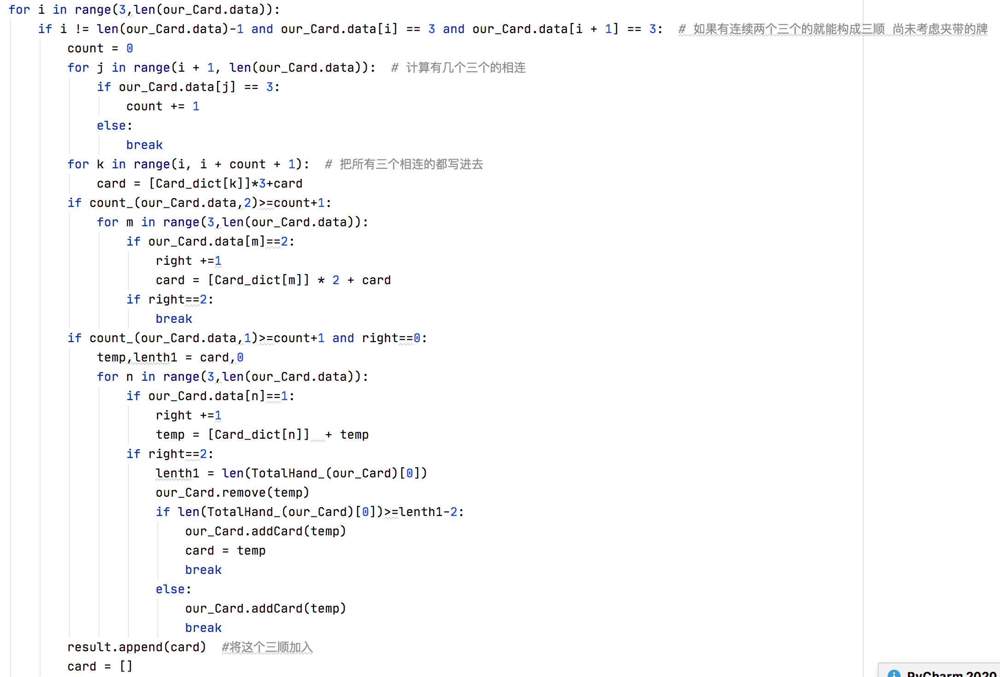 for i in range(3,len(our_Card.data)):
    if i != len(our_Card.data)-1 and our_Card.data[i] == 3 and our_Card.data[i + 1] == 3:  # 如果有连续两个三个的就能构成三顺 尚未考虑夹带的牌
        count = 0
        for j in range(i + 1, len(our_Card.data)):  # 计算有几个三个的相连
            if our_Card.data[j] == 3:
                count += 1
            else:
                break
        for k in range(i, i + count + 1):  # 把所有三个相连的都写进去
            card = [Card_dict[k]]*3+card
        if count_(our_Card.data,2)>=count+1:
            for m in range(3,len(our_Card.data)):
                if our_Card.data[m]==2:
                    right +=1
                    card = [Card_dict[m]] * 2 + card
                if right==2:
                    break
        if count_(our_Card.data,1)>=count+1 and right==0:
            temp,lenth1 = card,0
            for n in range(3,len(our_Card.data)):
                if our_Card.data[n]==1:
                    right +=1
                    temp = [Card_dict[n]]  + temp
                if right==2:
                    lenth1 = len(TotalHand_(our_Card)[0])
                    our_Card.remove(temp)
                    if len(TotalHand_(our_Card)[0])>=lenth1-2:
                        our_Card.addCard(temp)
                        card = temp
                        break
                    else:
                        our_Card.addCard(temp)
                        break
        result.append(card)  #将这个三顺加入
        card = []
PyCharm 2020